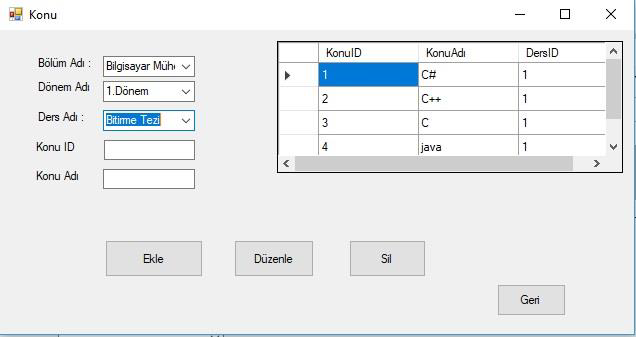 Konu
Bölüm Adı : Bilgisayar Mühe
Dönem Adı 1.Dönem
Ders Adı : Bitirme Tezi
Konu ID
Konu Adı
KonuID KonuAdı DersID
1 C# 1
2 C++ 1
3 C 1
4 java 1
Ekle Düzenle Sil
Geri